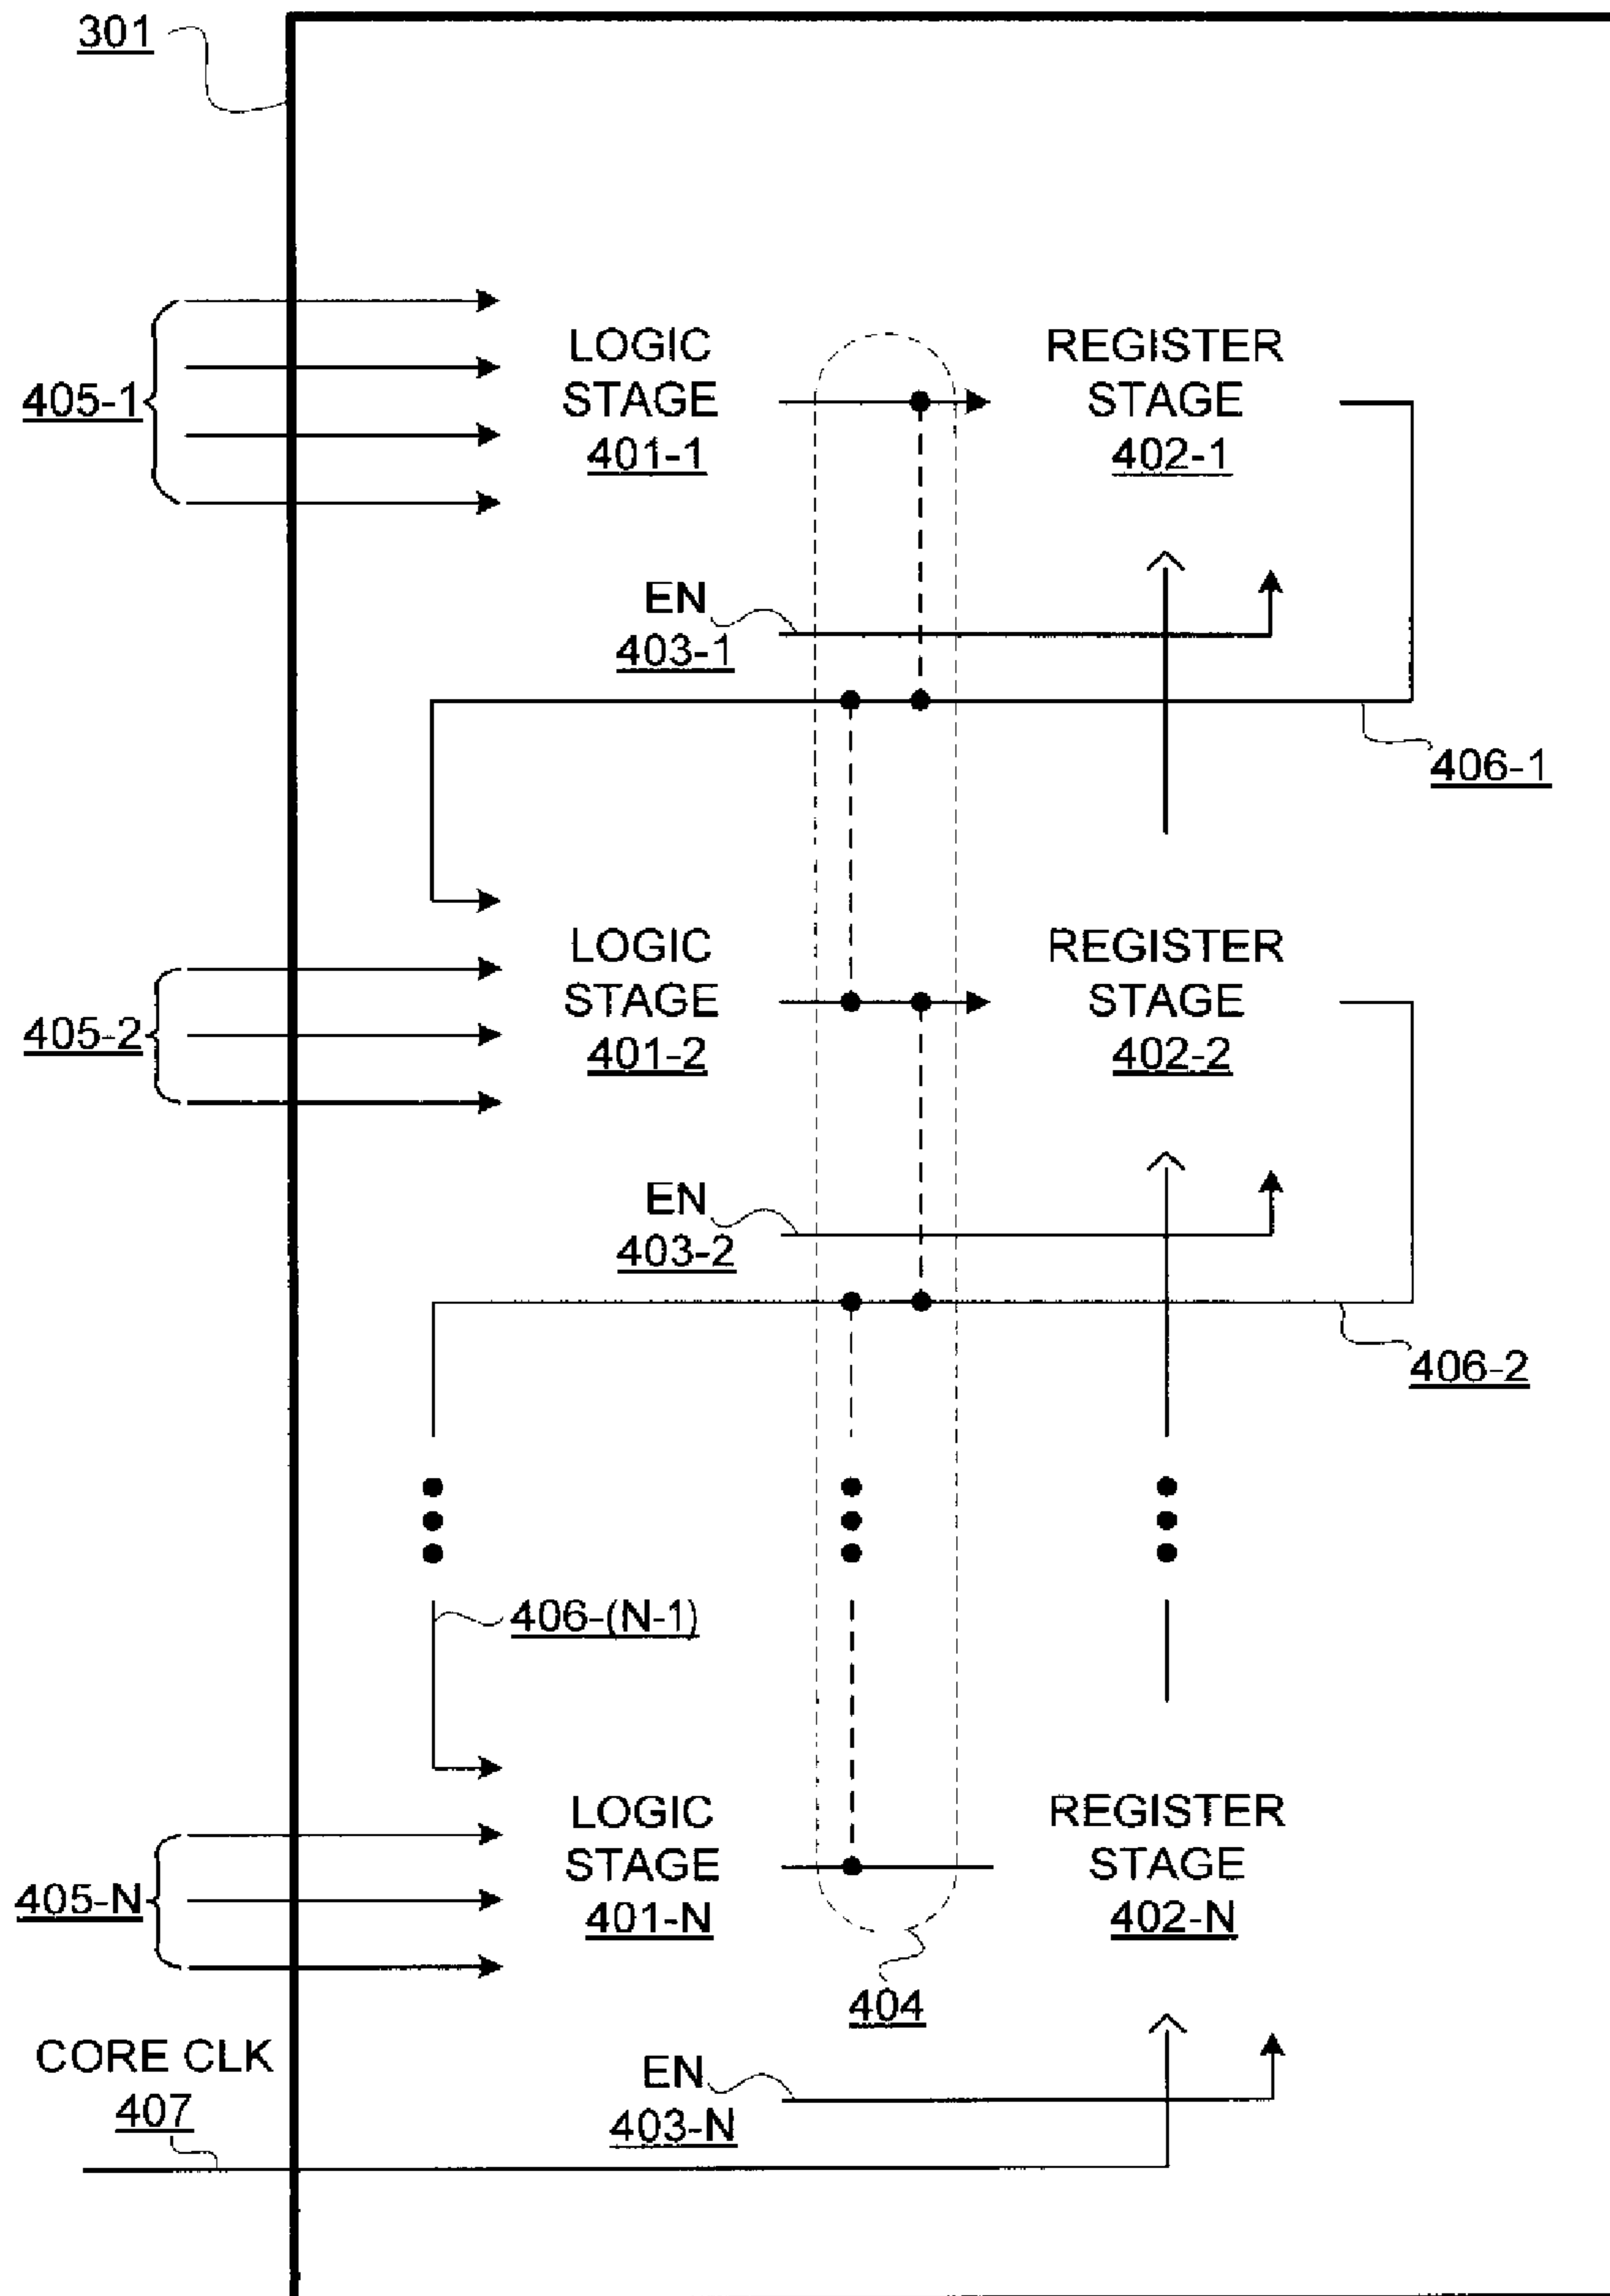 301
LOGIC
STAGE
401-1
REGISTER
STAGE
402-1
405-1
EN
403-1
406-1
LOGIC
STAGE
401-2
REGISTER
STAGE
402-2
405-2
EN
403-2
406-2
406-(N-1)
LOGIC
STAGE
401-N
REGISTER
STAGE
402-N
405-N
404
CORE CLK
407
EN
403-N